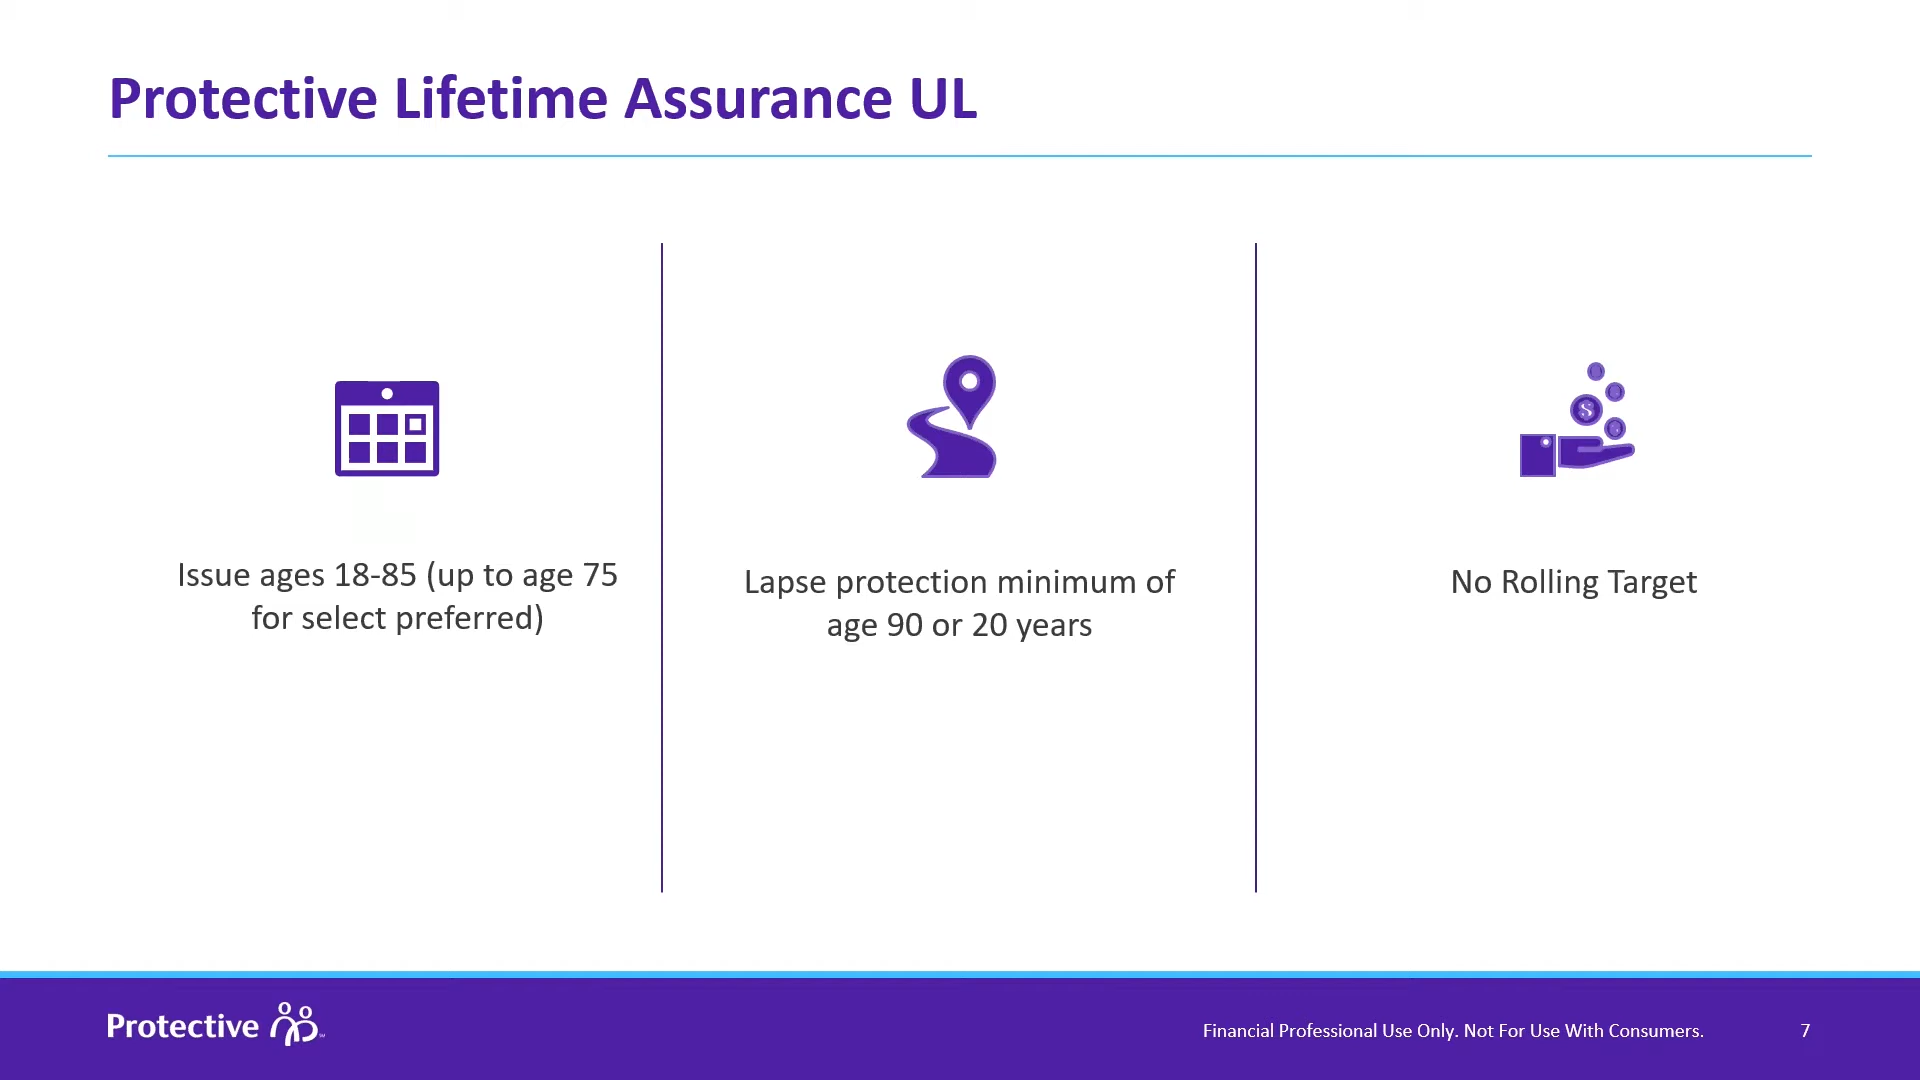 Protective Lifetime Assurance UL
Issue ages 18-85 (up to age 75
for select preferred)
Lapse protection minimum of
age 90 or 20 years
$
No Rolling Target
Protective
Financial Professional Use Only. Not For Use With Consumers.
7